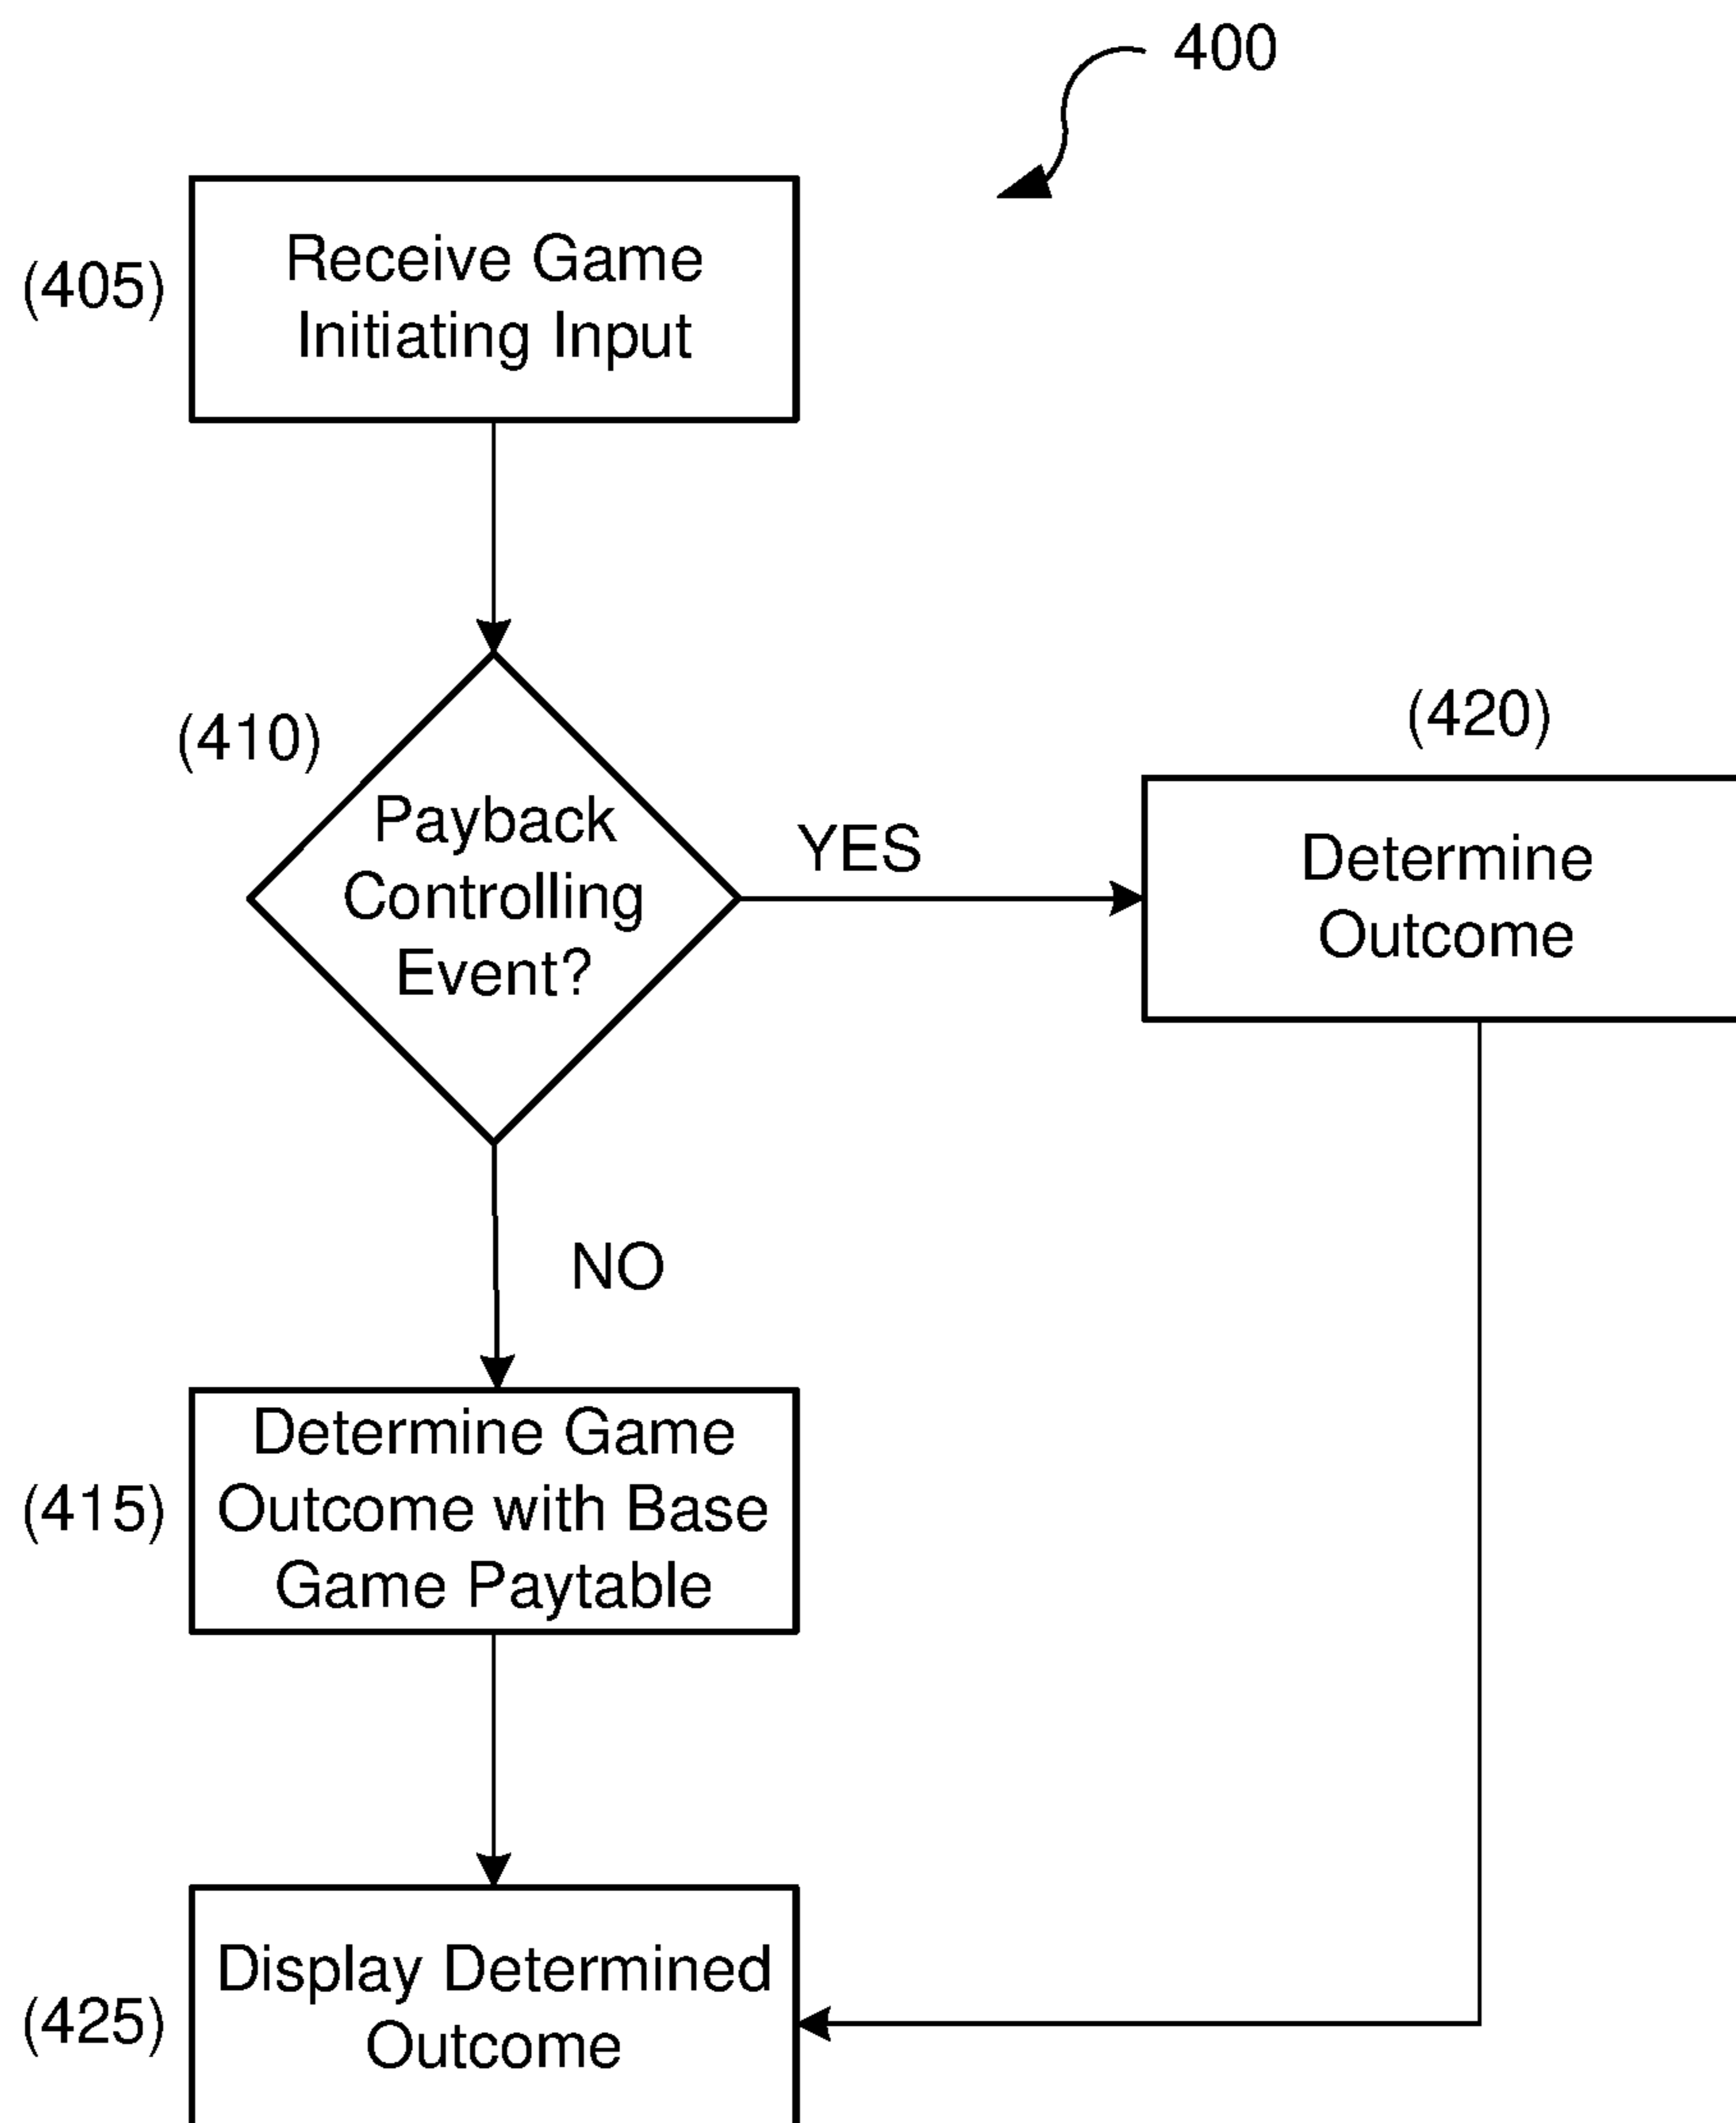 400
(405)
Receive Game
Initiating Input
(410)
Payback
Controlling
Event?
YES
(420)
Determine
Outcome
NO
(415)
Determine Game
Outcome with Base
Game Paytable
(425)
Display Determined
Outcome